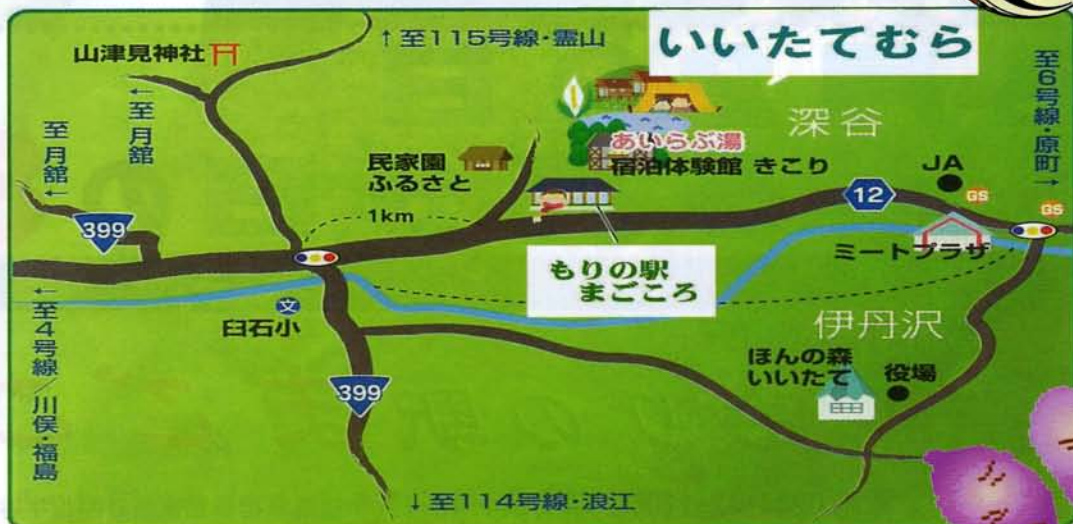 いいたてむら
山津見神社
↑至115号線・霊山
至6号線・原町→
←至月舘
至月舘←
深谷
あいらぶ湯
宿泊体験館 きこり
民家園
ふるさと
JA
GS
GS
12
1km
399
ミートプラザ
もりの駅
まごころ
文
臼石小
伊丹沢
ほんの森
いいたて
役場
399
←至4号線/川俣・福島
↓至114号線・浪江